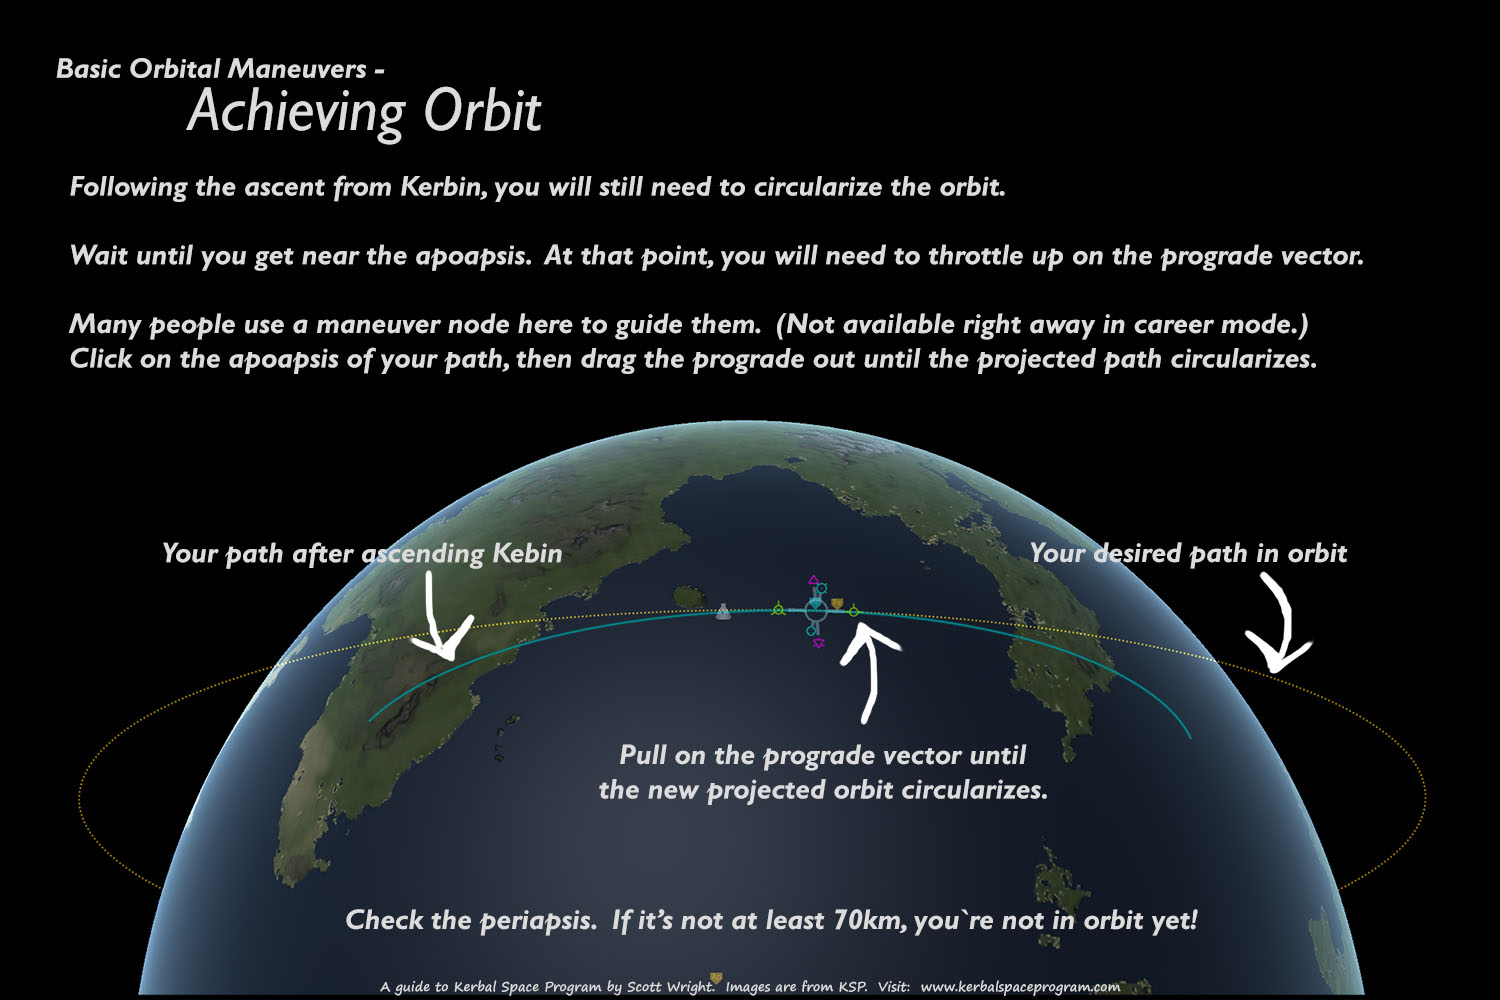 Basic Orbital Maneuvers -
Achieving Orbit
Following the ascent from Kerbin, you will still need to circularize the orbit.
Wait until you get near the apoapsis.  At that point, you will need to throttle up on the prograde vector.
Many people use a maneuver node here to guide them.  (Not available right away in career mode.)
Click on the apoapsis of your path, then drag the prograde out until the projected path circularizes.
Your path after ascending Kebin
Your desired path in orbit
Pull on the prograde vector until
the new projected orbit circularizes.
Check the periapsis.  If it's not at least 70km, you`re not in orbit yet!
A guide to Kerbal Space Program by Scott Wright.  Images are from KSP.  Visit:  www.kerbalspaceprogram.com